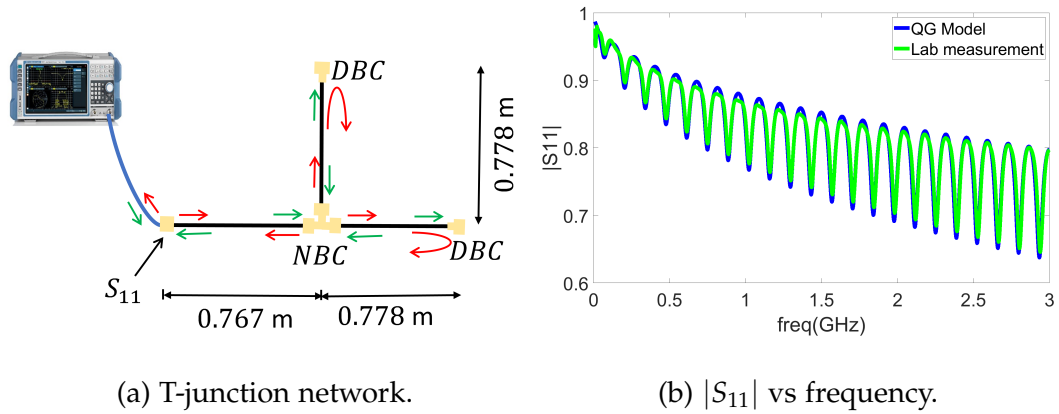 DBC
0.778 m
NBC
DBC
S₁₁
0.767 m
0.778 m
(a) T-junction network.
QG Model
Lab measurement
|S11|
1
0.9
0.8
0.7
0.6
0
0.5
1
1.5
2
2.5
3
freq(GHz)
(b) |S₁₁| vs frequency.